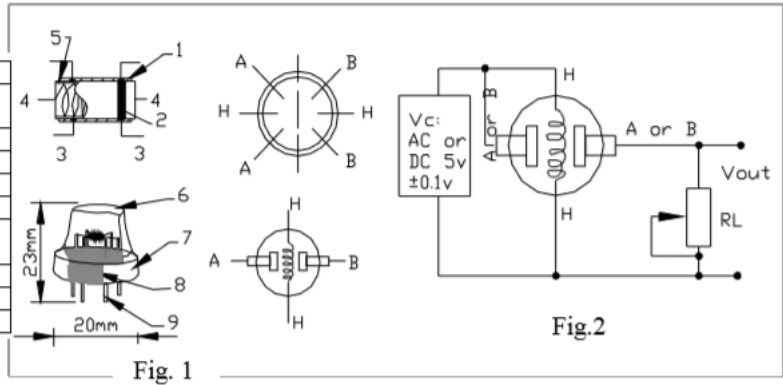 5
1
4
4
2
3
3
A
B
H
H
A
B
6
7
8
9
23mm
20mm
H
A
B
H
Fig. 1
H
A or B
Vc:
AC or
DC 5v
±0.1v
A or B
Vout
H
RL
Fig.2